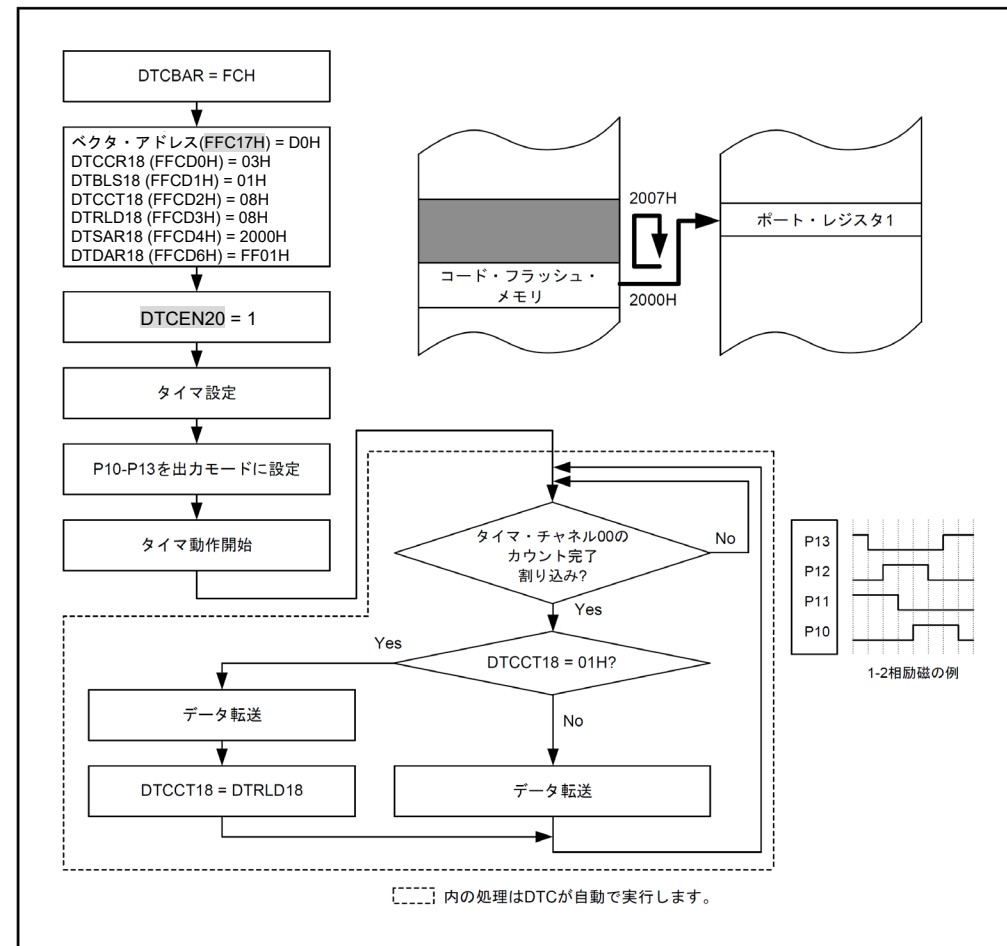 DTCBAR = FCH
ベクタ・アドレス(FFC17H) = D0H
DTCCR18 (FFCD0H) = 03H
DTBLS18 (FFCD1H) = 01H
DTCCT18 (FFCD2H) = 08H
DTRLD18 (FFCD3H) = 08H
DTSAR18 (FFCD4H) = 2000H
DTDAR18 (FFCD6H) = FF01H
DTCEN20 = 1
タイマ設定
P10-P13を出力モードに設定
タイマ動作開始
2007H
ポート・レジスタ1
コード・フラッシュ・
メモリ
2000H
タイマ・チャネル00の
カウント完了
割り込み?
No
Yes
DTCCT18 = 01H?
Yes
No
データ転送
DTCCT18 = DTRLD18
データ転送
P13
P12
P11
P10
1-2相励磁の例
内の処理はDTCが自動で実行します。